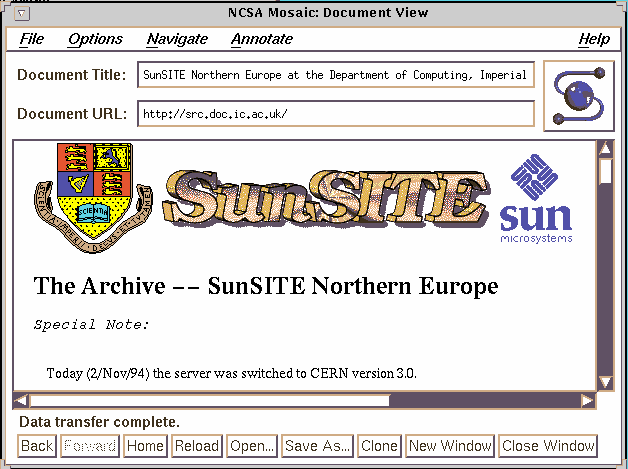 NCSA Mosaic: Document View
File Options Navigate Annotate Help
Document Title: SunSITE Northern Europe at the Department of Computing, Imperial
Document URL: http://src.doc.ic.ac.uk/
SCIENTIA
SunSITE
sun
microsystems
The Archive -- SunSITE Northern Europe
Special Note:
Today (2/Nov/94) the server was switched to CERN version 3.0.
Data transfer complete.
Back Forward Home Reload Open... Save As... Clone New Window Close Window